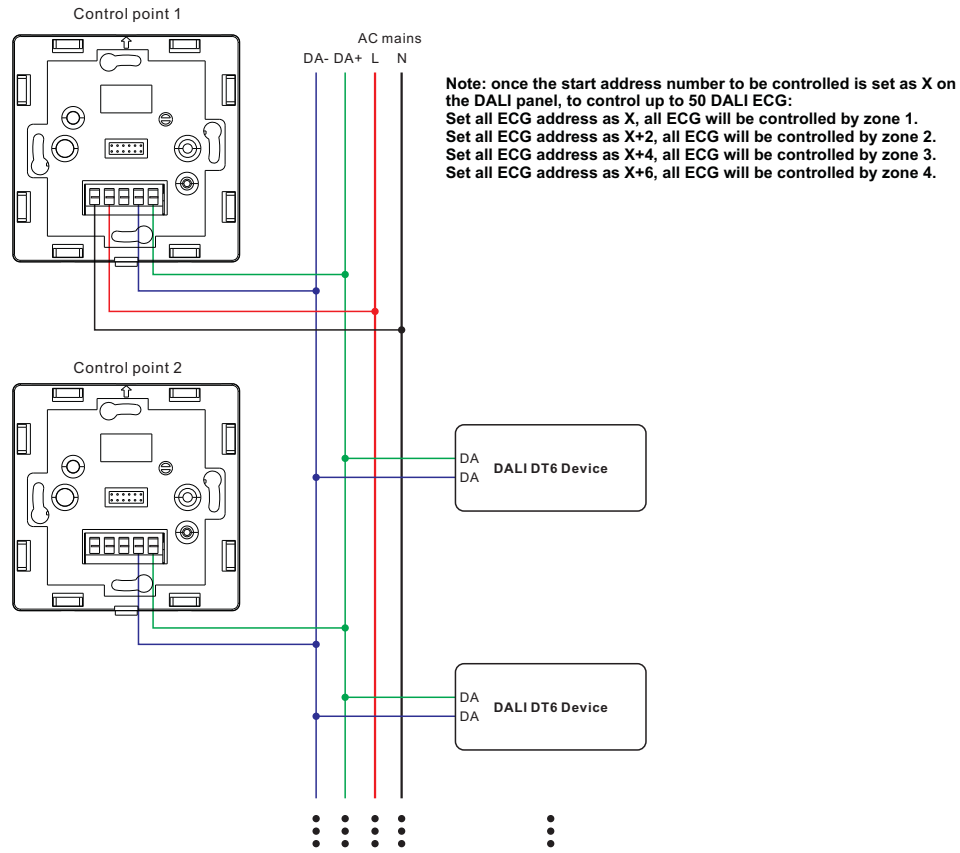 Control point 1
AC mains
DA- DA+ L N
Note: once the start address number to be controlled is set as X on
the DALI panel, to control up to 50 DALI ECG:
Set all ECG address as X, all ECG will be controlled by zone 1.
Set all ECG address as X+2, all ECG will be controlled by zone 2.
Set all ECG address as X+4, all ECG will be controlled by zone 3.
Set all ECG address as X+6, all ECG will be controlled by zone 4.
Control point 2
DA
DA
DALI DT6 Device
DA
DA
DALI DT6 Device